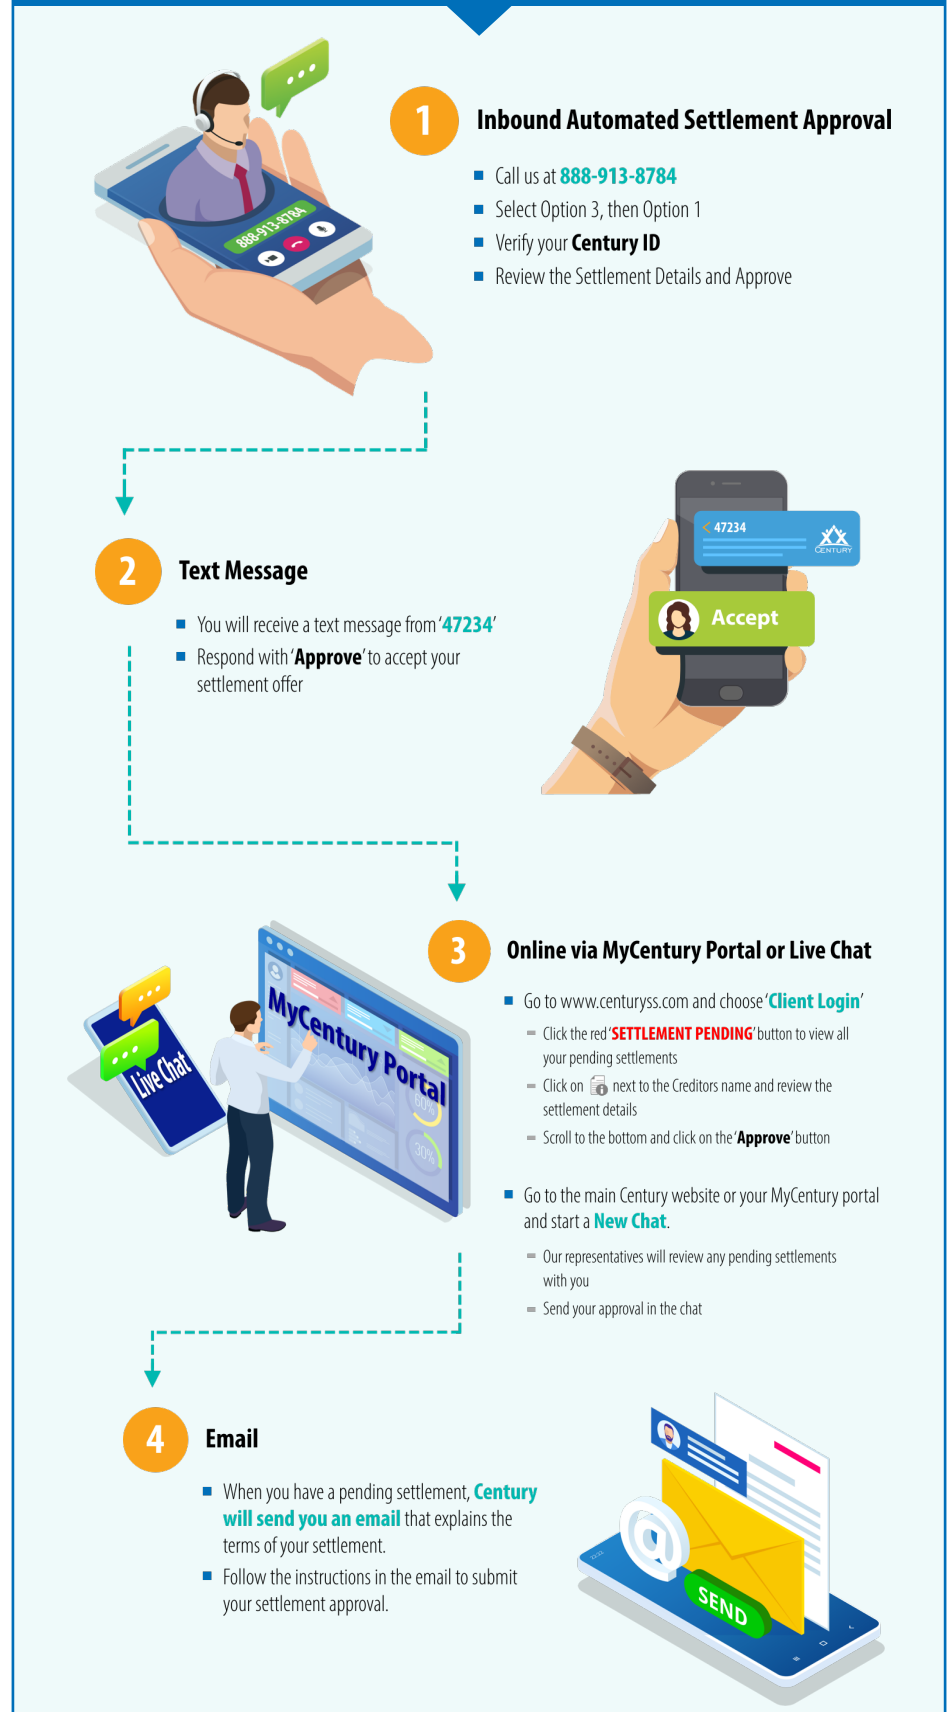 1
Inbound Automated Settlement Approval
Call us at 888-913-8784
Select Option 3, then Option 1
Verify your Century ID
Review the Settlement Details and Approve
888-913-8784
2
Text Message
You will receive a text message from ‘47234’
Respond with ‘Approve’ to accept your
settlement offer
47234
CENTURY
Accept
3
Online via MyCentury Portal or Live Chat
Go to www.centuryss.com and choose ‘Client Login’
Click the red ‘SETTLEMENT PENDING’ button to view all
your pending settlements
Click on next to the Creditors name and review the
settlement details
Scroll to the bottom and click on the ‘Approve’ button
Go to the main Century website or your MyCentury portal
and start a New Chat.
Our representatives will review any pending settlements
with you
Send your approval in the chat
MyCentury Portal
60%
30%
Live Chat
4
Email
When you have a pending settlement, Century
will send you an email that explains the
terms of your settlement.
Follow the instructions in the email to submit
your settlement approval.
@
SEND